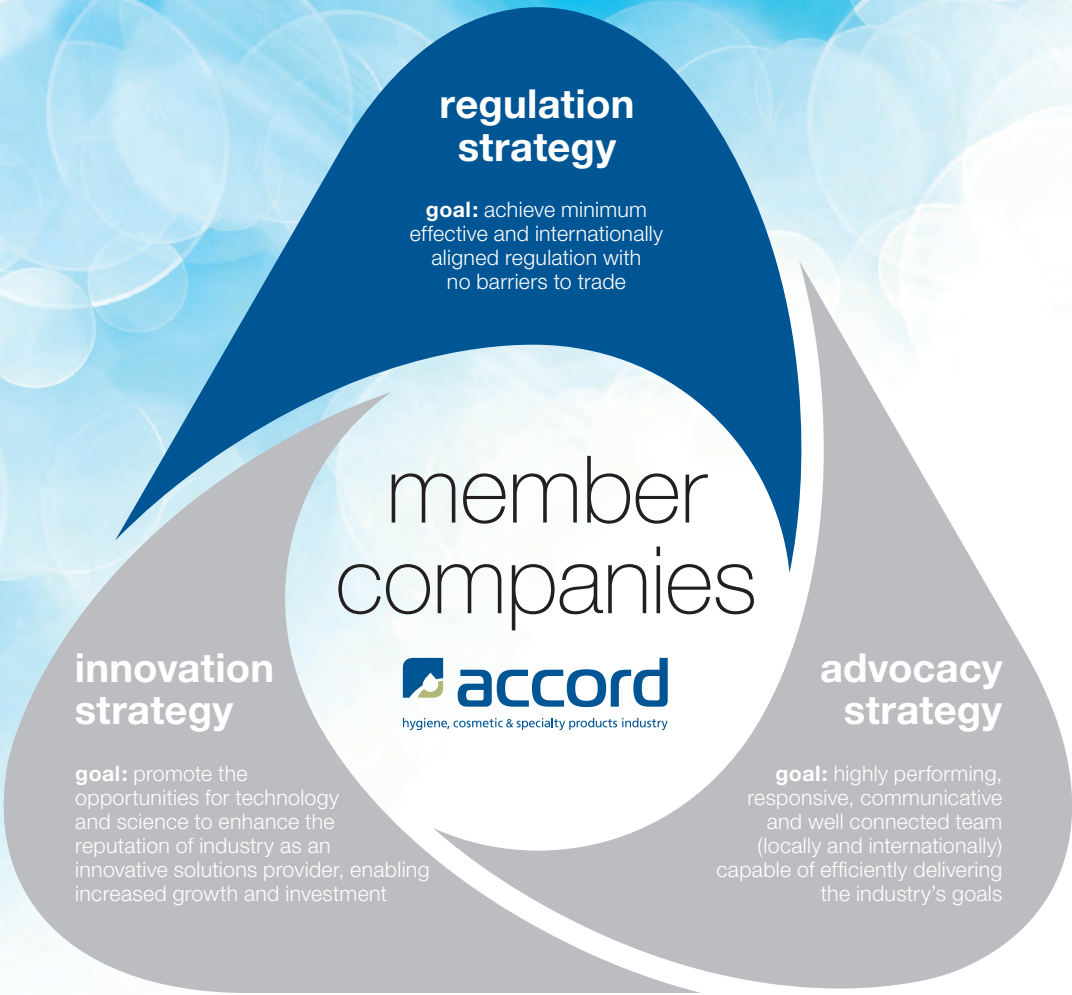 regulation
strategy
goal: achieve minimum
effective and internationally
aligned regulation with
no barriers to trade
member
companies
accord
hygiene, cosmetic & specialty products industry
innovation
strategy
goal: promote the
opportunities for technology
and science to enhance the
reputation of industry as an
innovative solutions provider, enabling
increased growth and investment
advocacy
strategy
goal: highly performing,
responsive, communicative
and well connected team
(locally and internationally)
capable of efficiently delivering
the industry's goals